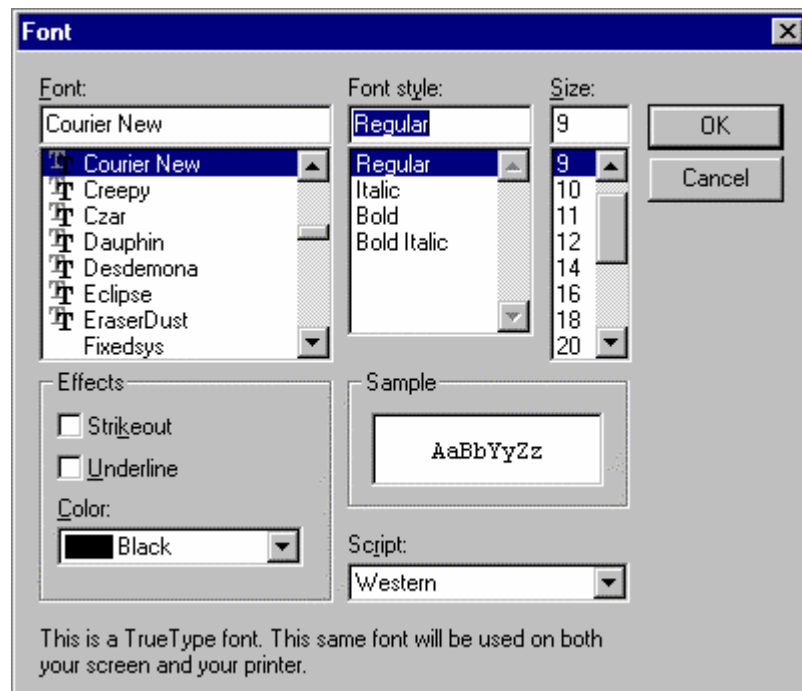 Font
Font:
Courier New
Courier New
Creepy
Czar
Dauphin
Desdemona
Eclipse
EraserDust
Fixedsys
Font style:
Regular
Regular
Italic
Bold
Bold Italic
Size:
9
9
10
11
12
14
16
18
20
OK
Cancel
Effects
Strikeout
Underline
Color:
Black
Sample
AaBbYyZz
Script:
Western
This is a TrueType font. This same font will be used on both
your screen and your printer.